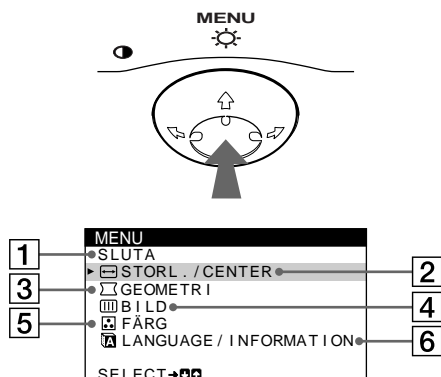 MENU
MENU
1 SLUTA
STORL./CENTER 2
3 GEOMETRI
BILD 4
5 FÄRG
LANGUAGE/INFORMATION 6
SELECT